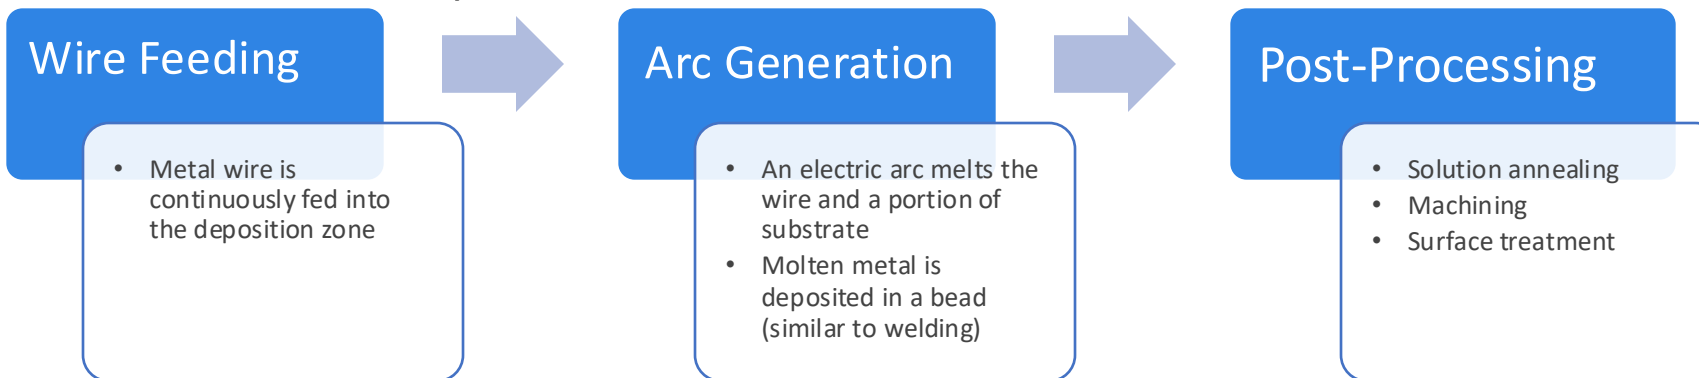 Wire Feeding
• Metal wire is
continuously fed into
the deposition zone
Arc Generation
• An electric arc melts the
wire and a portion of
substrate
• Molten metal is
deposited in a bead
(similar to welding)
Post-Processing
• Solution annealing
• Machining
• Surface treatment